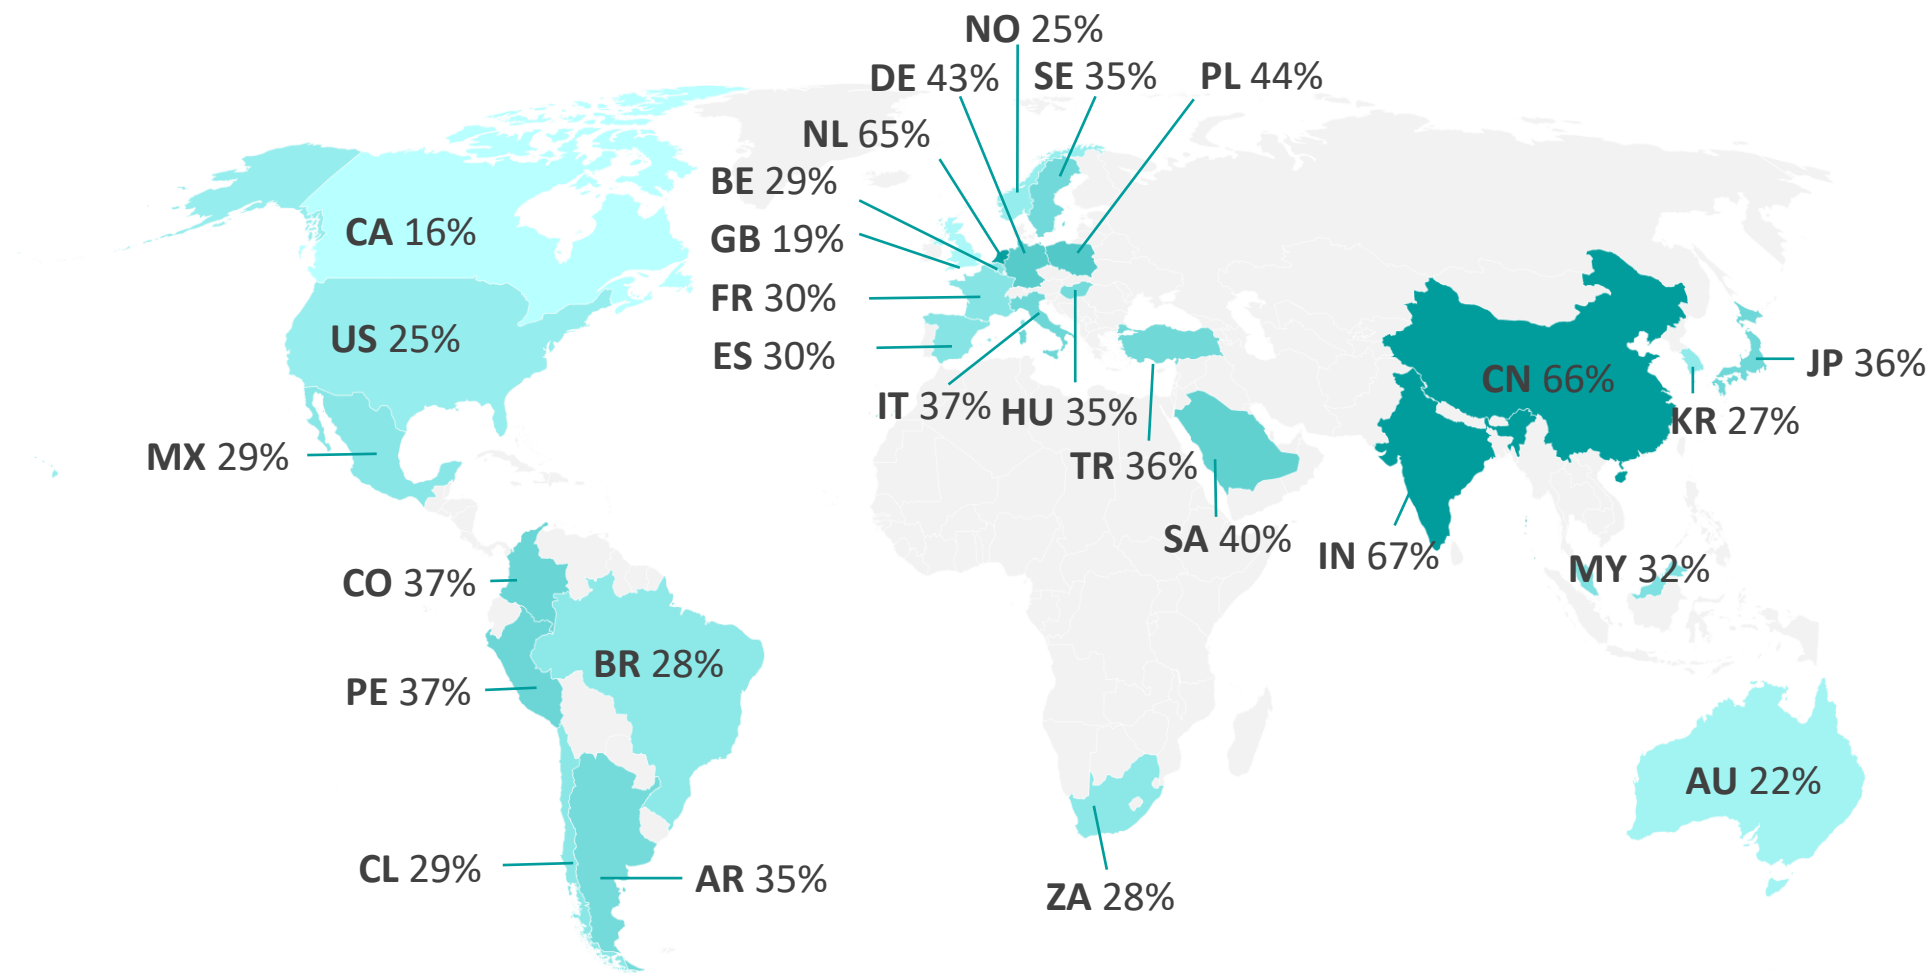 NO 25%
DE 43%
SE 35%
PL 44%
NL 65%
BE 29%
CA 16%
GB 19%
FR 30%
US 25%
ES 30%
JP 36%
CN 66%
IT 37%
HU 35%
KR 27%
MX 29%
TR 36%
SA 40%
IN 67%
MY 32%
CO 37%
BR 28%
PE 37%
AU 22%
CL 29%
AR 35%
ZA 28%